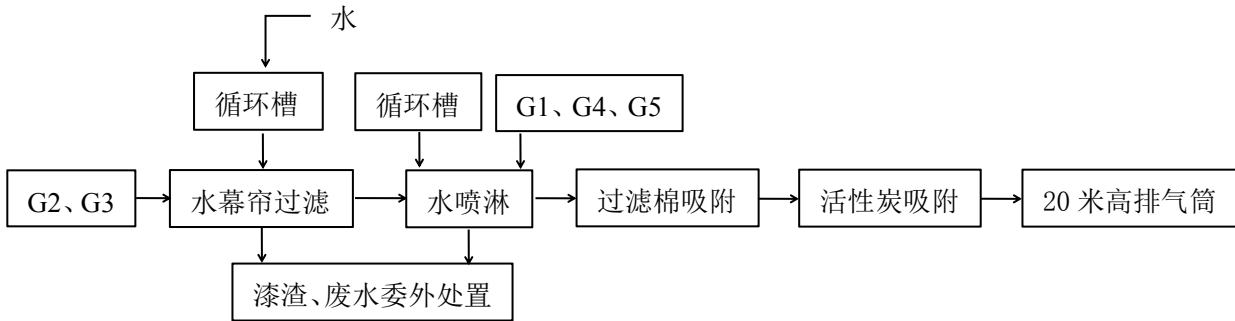 水
循环槽
循环槽
G1、G4、G5
G2、G3
水幕帘过滤
水喷淋
过滤棉吸附
活性炭吸附
20 米高排气筒
漆渣、废水委外处置